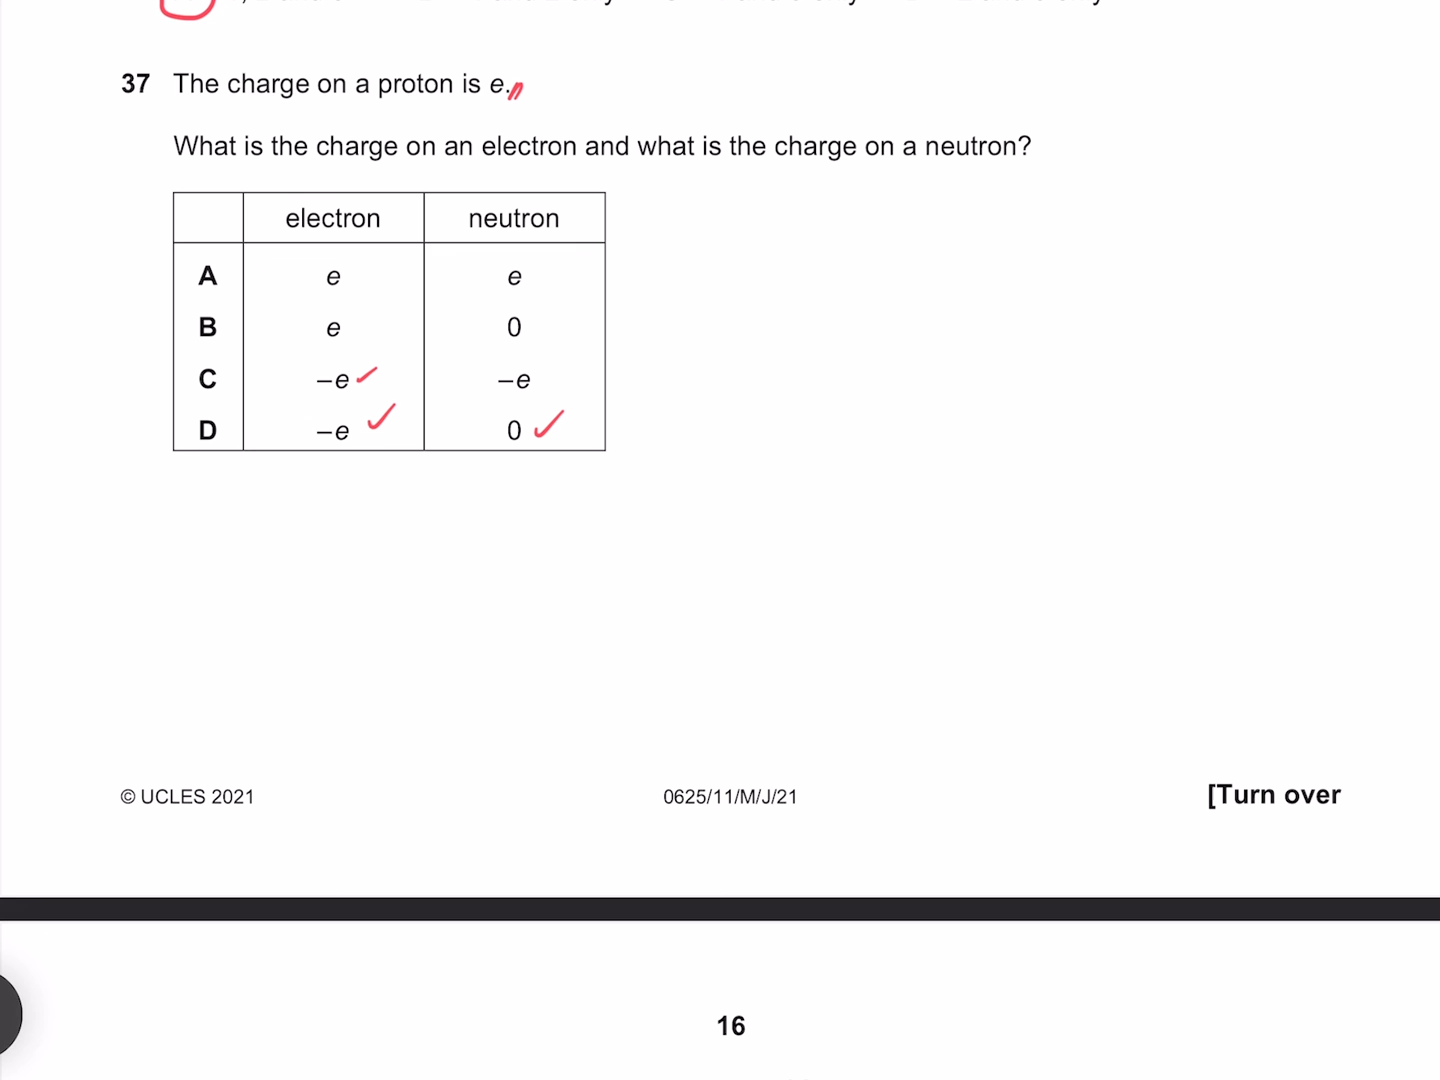 37 The charge on a proton is e.
What is the charge on an electron and what is the charge on a neutron?
electron neutron
A e e
B e 0
C –e –e
D –e 0
© UCLES 2021 0625/11/M/J/21 [Turn over
16